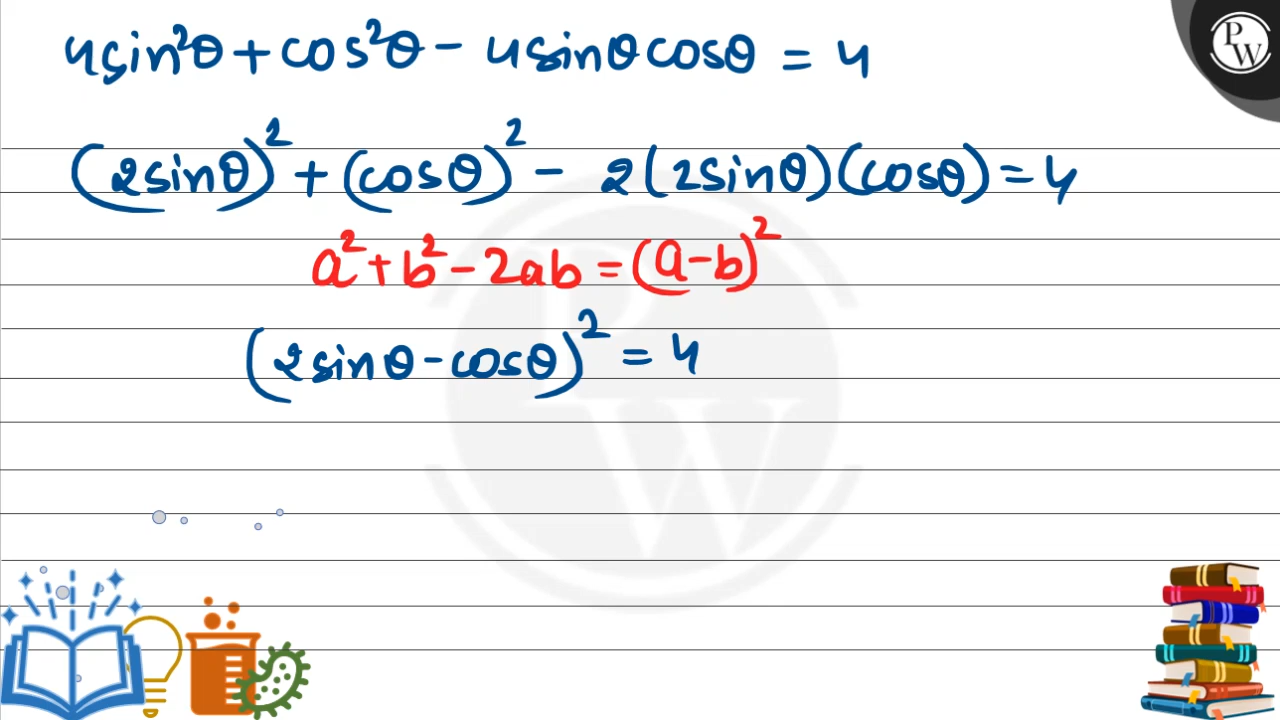 4sin²θ + cos²θ - 4sinθcosθ = 4
PW
(2sinθ)² + (cosθ)² - 2(2sinθ)(cosθ) = 4
a² + b² - 2ab = (a-b)²
(2sinθ - cosθ)² = 4
PW